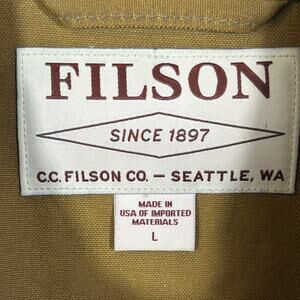 FILSON
SINCE 1897
C.C. FILSON CO. — SEATTLE, WA
MADE IN
USA OF IMPORTED
MATERIALS
L